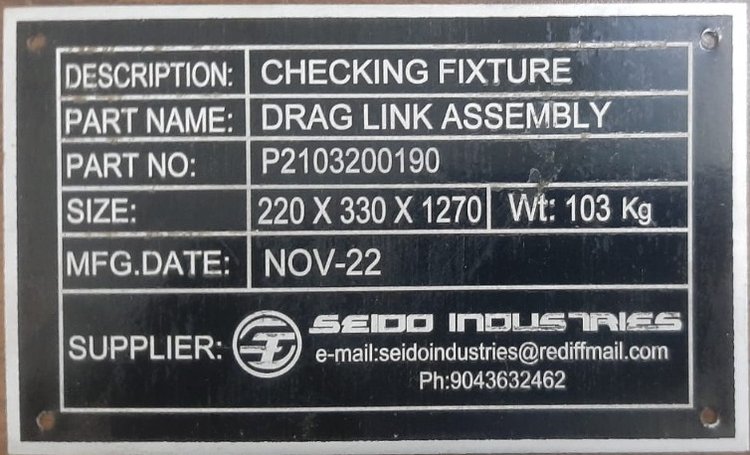 DESCRIPTION: CHECKING FIXTURE
PART NAME: DRAG LINK ASSEMBLY
PART NO: P2103200190
SIZE: 220 X 330 X 1270 Wt: 103 Kg
MFG.DATE: NOV-22
SUPPLIER: SEIDO INDUSTRIES
e-mail:seidoindustries@rediffmail.com
Ph:9043632462